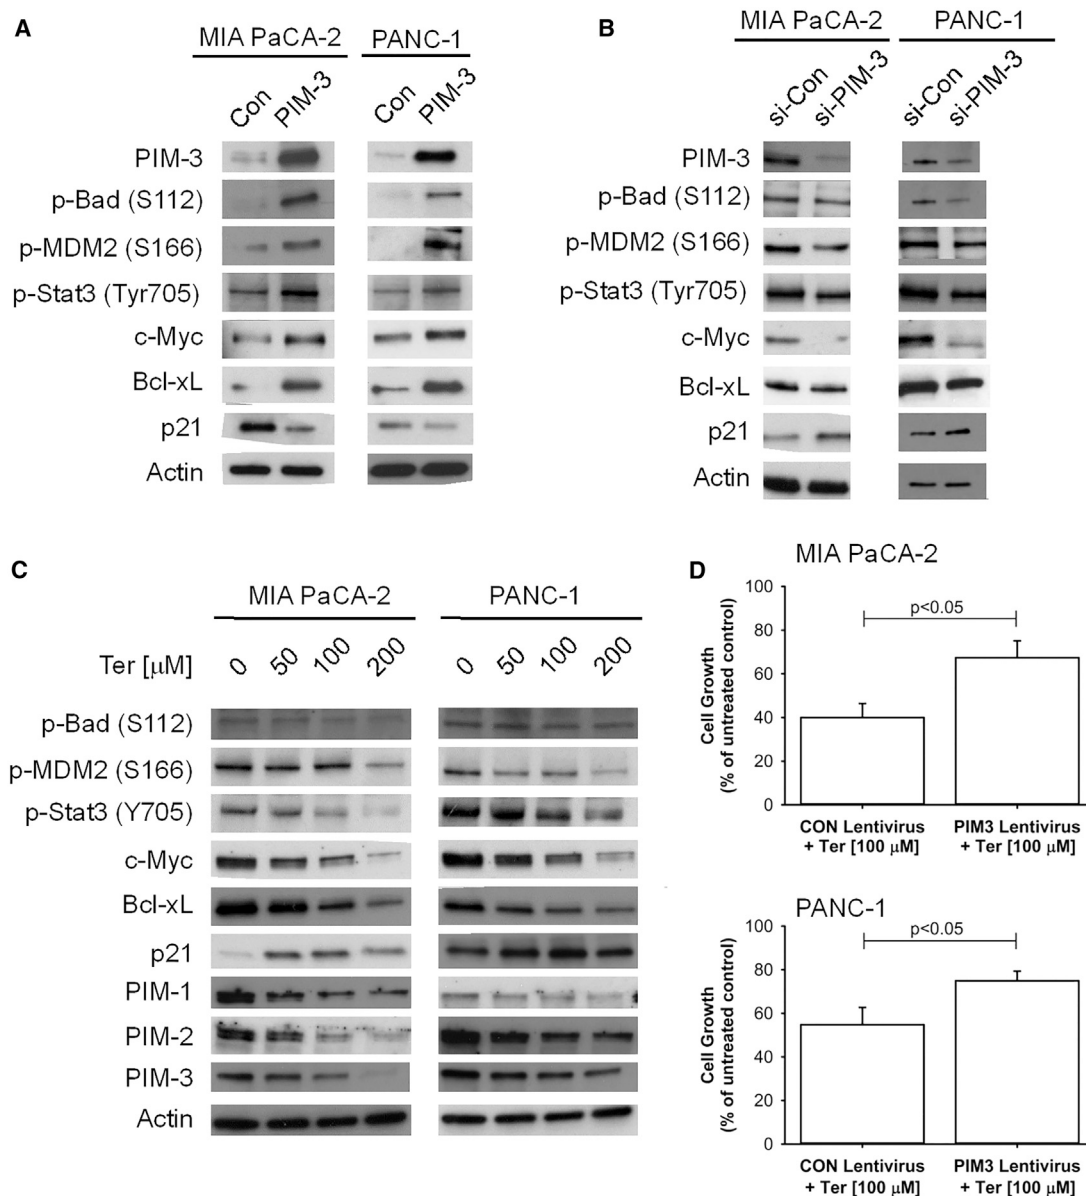 A
MIA PaCA-2 PANC-1
Con PIM-3 Con PIM-3
PIM-3
p-Bad (S112)
p-MDM2 (S166)
p-Stat3 (Tyr705)
c-Myc
Bcl-xL
p21
Actin
B
MIA PaCA-2 PANC-1
si-Con si-PIM-3 si-Con si-PIM-3
PIM-3
p-Bad (S112)
p-MDM2 (S166)
p-Stat3 (Tyr705)
c-Myc
Bcl-xL
p21
Actin
C
MIA PaCA-2 PANC-1
Ter [µM] 0 50 100 200 0 50 100 200
p-Bad (S112)
p-MDM2 (S166)
p-Stat3 (Y705)
c-Myc
Bcl-xL
p21
PIM-1
PIM-2
PIM-3
Actin
D
MIA PaCA-2
Cell Growth
(% of untreated control)
100
80
60
40
20
0
p<0.05
CON Lentivirus PIM3 Lentivirus
+ Ter [100 µM] + Ter [100 µM]
PANC-1
Cell Growth
(% of untreated control)
100
80
60
40
20
0
p<0.05
CON Lentivirus PIM3 Lentivirus
+ Ter [100 µM] + Ter [100 µM]